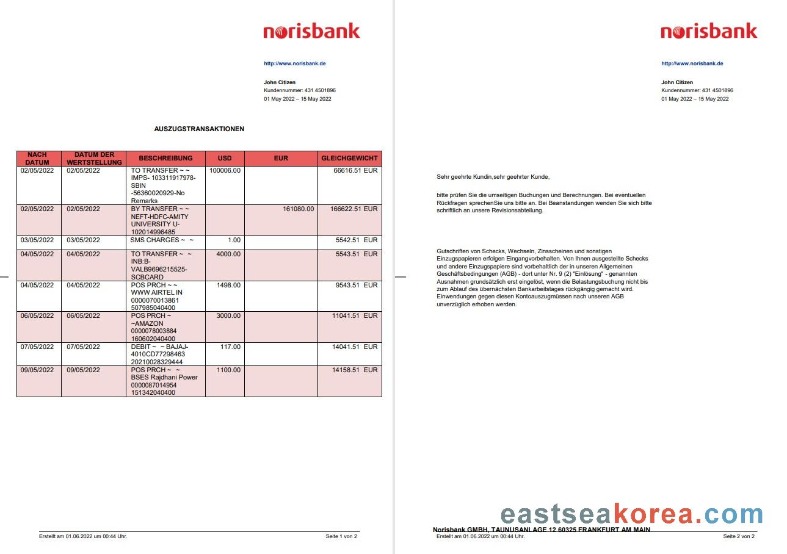 norisbank
http://www.norisbank.de
John Citizen
Kundennummer: 431 4501896
01 May 2022 – 15 May 2022
AUSZUGSTRANSAKTIONEN
NACH DATUM | DATUM DER WERTSTELLUNG | BESCHREIBUNG | USD | EUR | GLEICHGEWICHT
02/05/2022 02/05/2022 TO TRANSFER ~ ~ 100006.00 66616.51 EUR
IMPS- 103311917978-
SBIN
-56360020929-No
Remarks
02/05/2022 02/05/2022 BY TRANSFER ~ ~ 161080.00 166622.51 EUR
NEFT-HDFC-AMITY
UNIVERSITY U-
102014996485
03/05/2022 03/05/2022 SMS CHARGES ~ ~ 1.00 5542.51 EUR
04/05/2022 04/05/2022 TO TRANSFER ~ ~ 4000.00 5543.51 EUR
INB:B-
VALB9696215525-
SCBCARD
04/05/2022 04/05/2022 POS PRCH ~ ~ 1498.00 9543.51 EUR
WWW AIRTEL IN
0000070013861
507985040400
06/05/2022 06/05/2022 POS PRCH ~ 3000.00 11041.51 EUR
~AMAZON
0000078003884
160602040400
07/05/2022 07/05/2022 DEBIT ~ ~ BAJAJ- 117.00 14041.51 EUR
4010CD77298463
20210028329444
09/05/2022 09/05/2022 POS PRCH ~ ~ 1100.00 14158.51 EUR
BSES Rajdhani Power
0000087014954
151342040400
Erstellt am 01.06.2022 um 00:44 Uhr. Seite 1 von 2
norisbank
http://www.norisbank.de
John Citizen
Kundennummer: 431 4501896
01 May 2022 – 15 May 2022
Sehr geehrte Kundin,sehr geehrter Kunde,
bitte prüfen Sie die umseitigen Buchungen und Berechnungen. Bei eventuellen
Rückfragen sprechenSie uns bitte an. Bei Beanstandungen wenden Sie sich bitte
schriftlich an unsere Revisionsabteilung.
Gutschriften von Schecks, Wechseln, Zinsscheinen und sonstigen
Einzugspapieren erfolgen Eingangvorbehalten. Von Ihnen ausgestellte Schecks
und andere Einzugspapiere sind vorbehaltlich der in unseren Allgemeinen
Geschäftsbedingungen (AGB) - dort unter Nr. 9 (2) "Einlösung" - genannten
Ausnahmen grundsätzlich erst eingelöst, wenn die Belastungsbuchung nicht bis
zum Ablauf des übernächsten Bankarbeitstages rückgängig gemacht wird.
Einwendungen gegen diesen Kontoauszugmüssen nach unseren AGB
unverzüglich erhoben werden.
eastseakorea.com
Norisbank GMBH, TAUNUSANLAGE 12 60325 FRANKFURT AM MAIN
Erstellt am 01.06.2022 um 00:44 Uhr. Seite 2 von 2